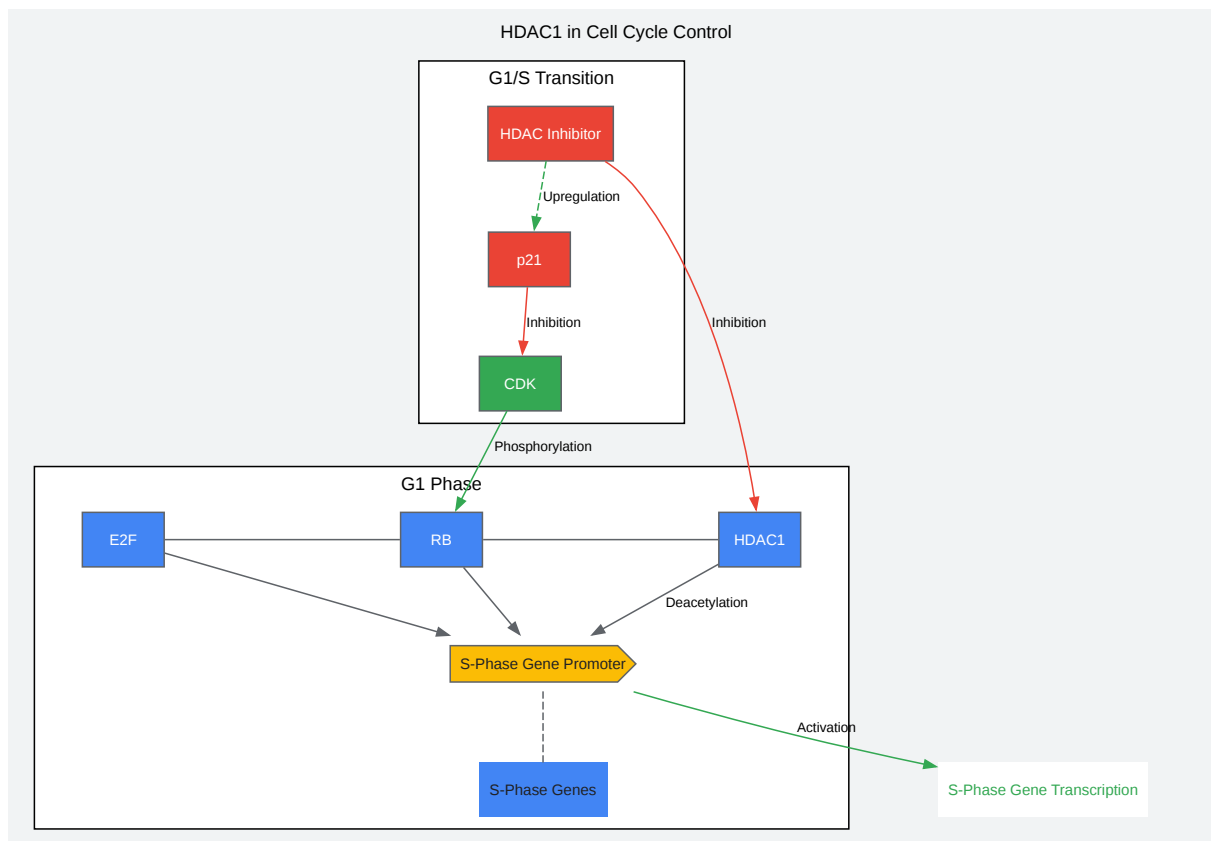 HDAC1 in Cell Cycle Control
G1/S Transition
HDAC Inhibitor
Upregulation
p21
Inhibition
Inhibition
CDK
Phosphorylation
G1 Phase
E2F
RB
HDAC1
Deacetylation
S-Phase Gene Promoter
Activation
S-Phase Genes
S-Phase Gene Transcription